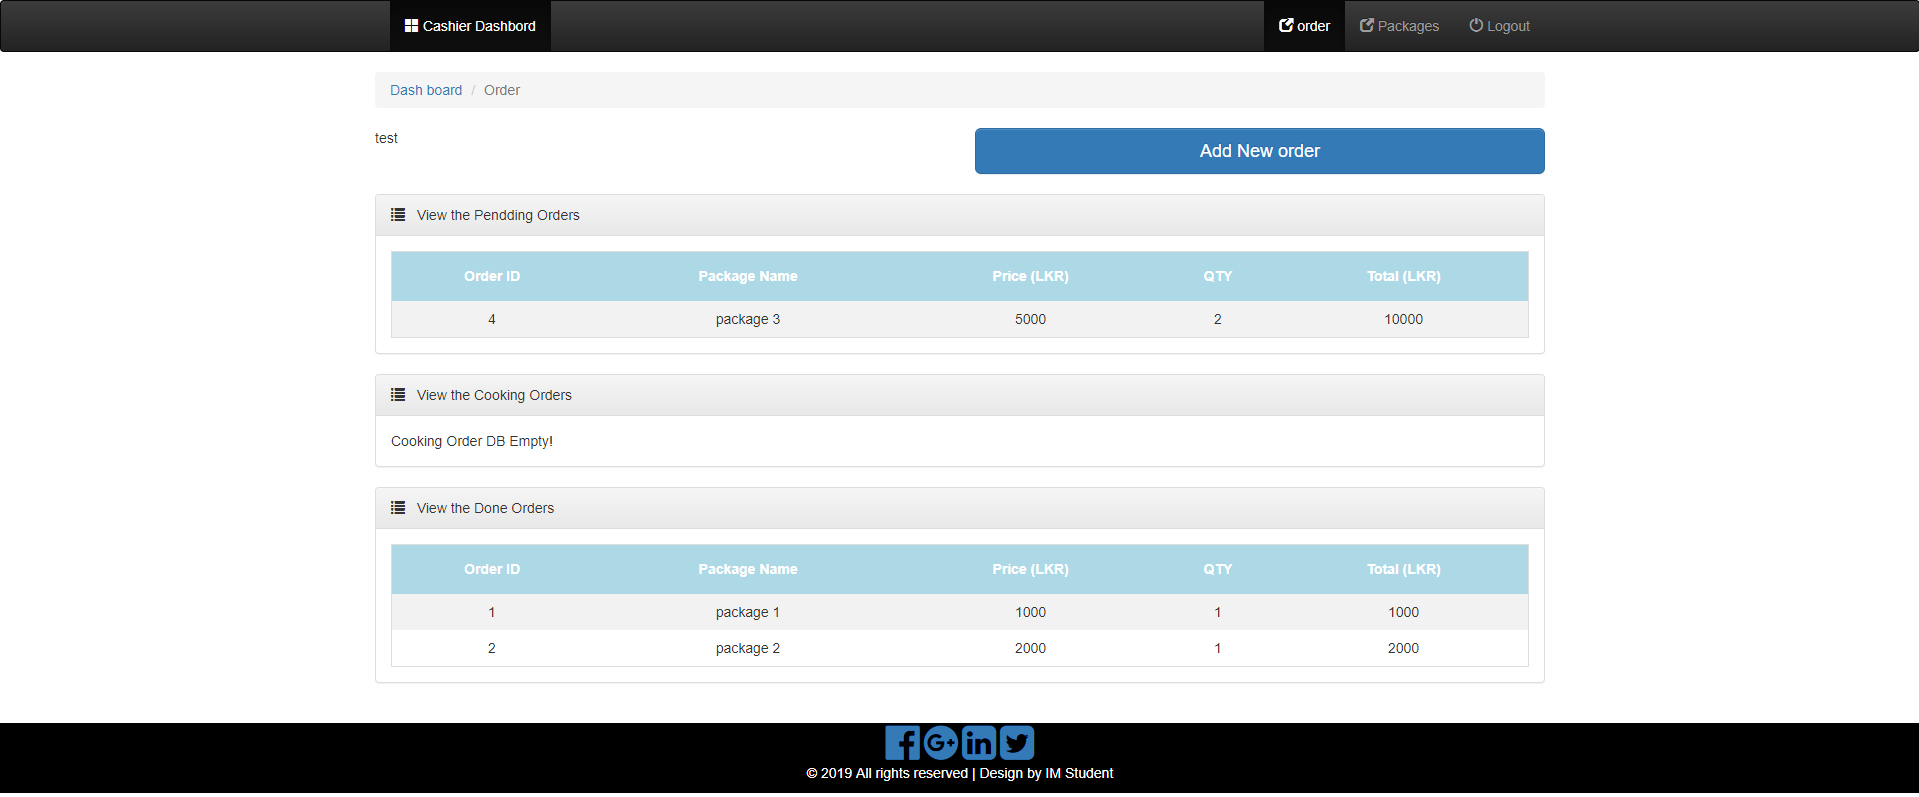 Cashier Dashbord order Packages Logout
Dash board / Order
test Add New order
View the Pendding Orders
Order ID Package Name Price (LKR) QTY Total (LKR)
4 package 3 5000 2 10000
View the Cooking Orders
Cooking Order DB Empty!
View the Done Orders
Order ID Package Name Price (LKR) QTY Total (LKR)
1 package 1 1000 1 1000
2 package 2 2000 1 2000
© 2019 All rights reserved | Design by IM Student